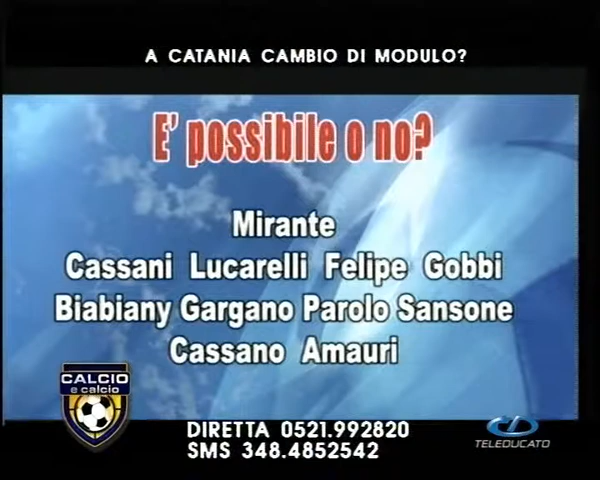 A CATANIA CAMBIO DI MODULO?
E' possibile o no?
Mirante
Cassani Lucarelli Felipe Gobbi
Biabiany Gargano Parolo Sansone
Cassano Amauri
CALCIO
e calcio
DIRETTA 0521.992820
SMS 348.4852542
TELEDUCATO